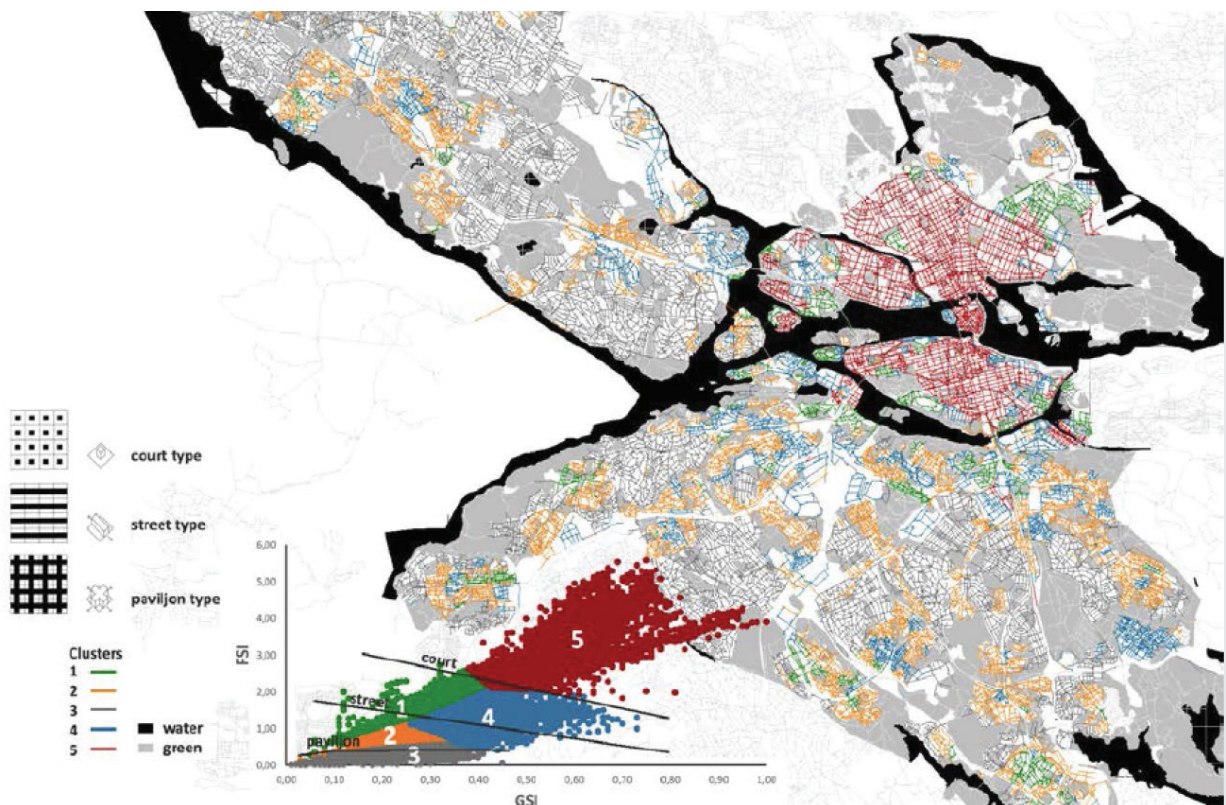 court type
street type
paviljon type
Clusters
1
2
3
4
5
water
green
FSI
6,00
5,00
4,00
3,00
2,00
1,00
0,00
court
street
pavilion
1
2
3
4
5
0,00
0,10
0,20
0,30
0,40
0,50
0,60
0,70
0,80
0,90
1,00
GSI